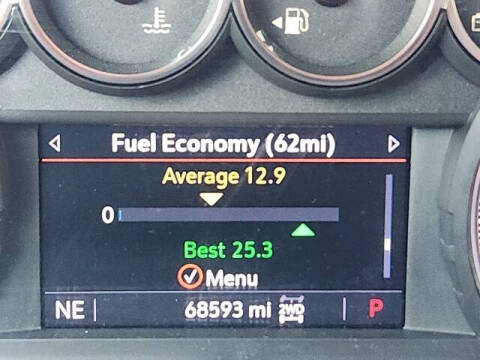 Fuel Economy (62mi)
Average 12.9
0
Best 25.3
Menu
NE 68593 mi 2WD P